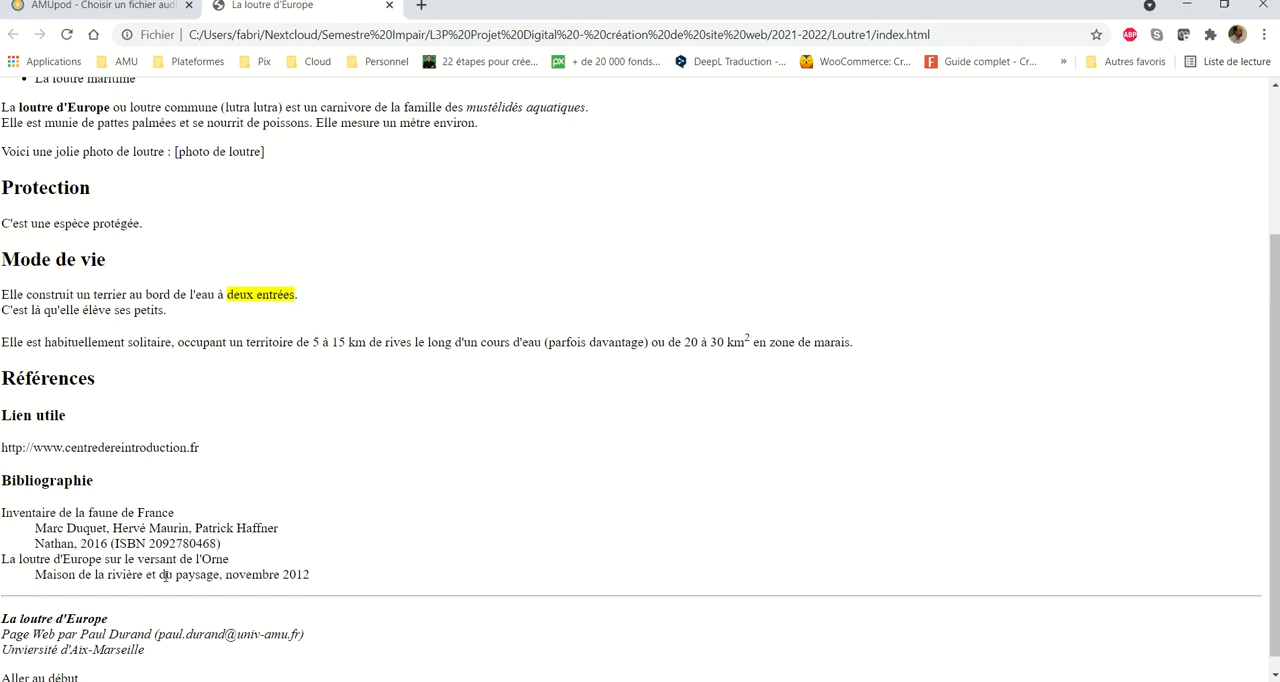 AMUpod - Choisir un fichier aud
La loutre d'Europe
Fichier | C:/Users/fabri/Nextcloud/Semestre%20Impair/L3P%20Projet%20Digital%20-%20création%20de%20site%20web/2021-2022/Loutre1/index.html
ABP
Applications AMU Plateformes Pix Cloud Personnel 22 étapes pour crée... px + de 20 000 fonds... DeepL Traduction -... WooCommerce: Cr... F Guide complet - Cr... » Autres favoris Liste de lecture
La loutre maritime
La loutre d'Europe ou loutre commune (lutra lutra) est un carnivore de la famille des mustélidés aquatiques.
Elle est munie de pattes palmées et se nourrit de poissons. Elle mesure un mètre environ.
Voici une jolie photo de loutre : [photo de loutre]
Protection
C'est une espèce protégée.
Mode de vie
Elle construit un terrier au bord de l'eau à deux entrées.
C'est là qu'elle élève ses petits.
Elle est habituellement solitaire, occupant un territoire de 5 à 15 km de rives le long d'un cours d'eau (parfois davantage) ou de 20 à 30 km² en zone de marais.
Références
Lien utile
http://www.centredereintroduction.fr
Bibliographie
Inventaire de la faune de France
Marc Duquet, Hervé Maurin, Patrick Haffner
Nathan, 2016 (ISBN 2092780468)
La loutre d'Europe sur le versant de l'Orne
Maison de la rivière et du paysage, novembre 2012
La loutre d'Europe
Page Web par Paul Durand (paul.durand@univ-amu.fr)
Unviersité d'Aix-Marseille
Aller au début